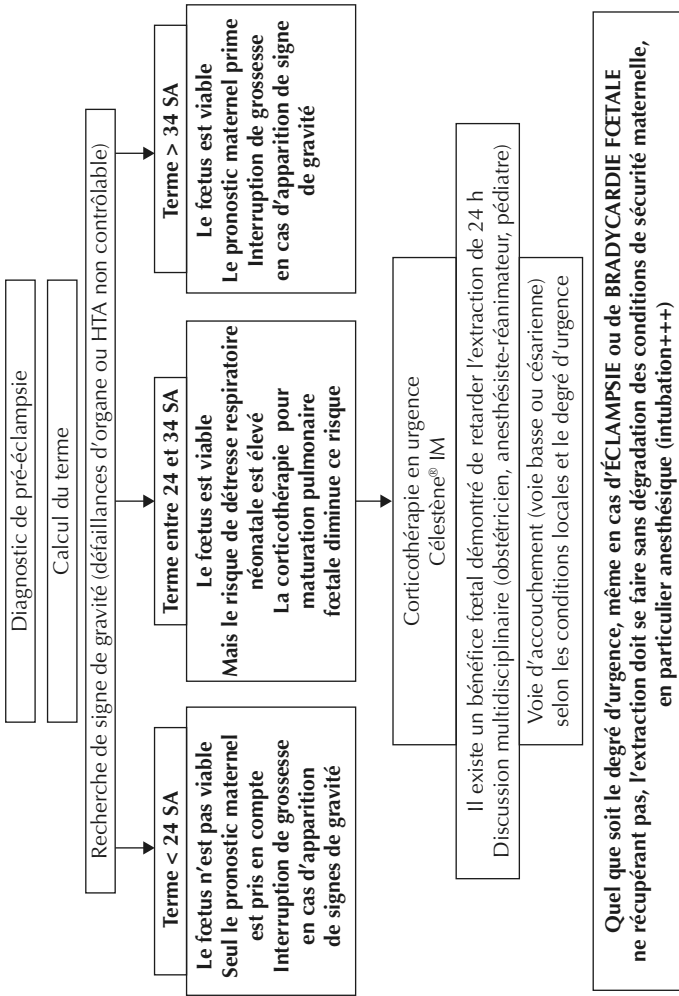 Diagnostic de pré-éclampsie
Calcul du terme
Recherche de signe de gravité (défaillances d'organe ou HTA non contrôlable)
Terme < 24 SA
Le fœtus n'est pas viable
Seul le pronostic maternel
est pris en compte
Interruption de grossesse
en cas d'apparition
de signes de gravité
Terme entre 24 et 34 SA
Le fœtus est viable
Mais le risque de détresse respiratoire
néonatale est élevé
La corticothérapie pour
maturation pulmonaire
fœtale diminue ce risque
Terme > 34 SA
Le fœtus est viable
Le pronostic maternel prime
Interruption de grossesse
en cas d'apparition de signe
de gravité
Corticothérapie en urgence
Célestène® IM
Il existe un bénéfice fœtal démontré de retarder l'extraction de 24 h
Discussion multidisciplinaire (obstétricien, anesthésiste-réanimateur, pédiatre)
Voie d'accouchement (voie basse ou césarienne)
selon les conditions locales et le degré d'urgence
Quel que soit le degré d'urgence, même en cas d'ÉCLAMPSIE ou de BRADYCARDIE FŒTALE
ne récupérant pas, l'extraction doit se faire sans dégradation des conditions de sécurité maternelle,
en particulier anesthésique (intubation+++)